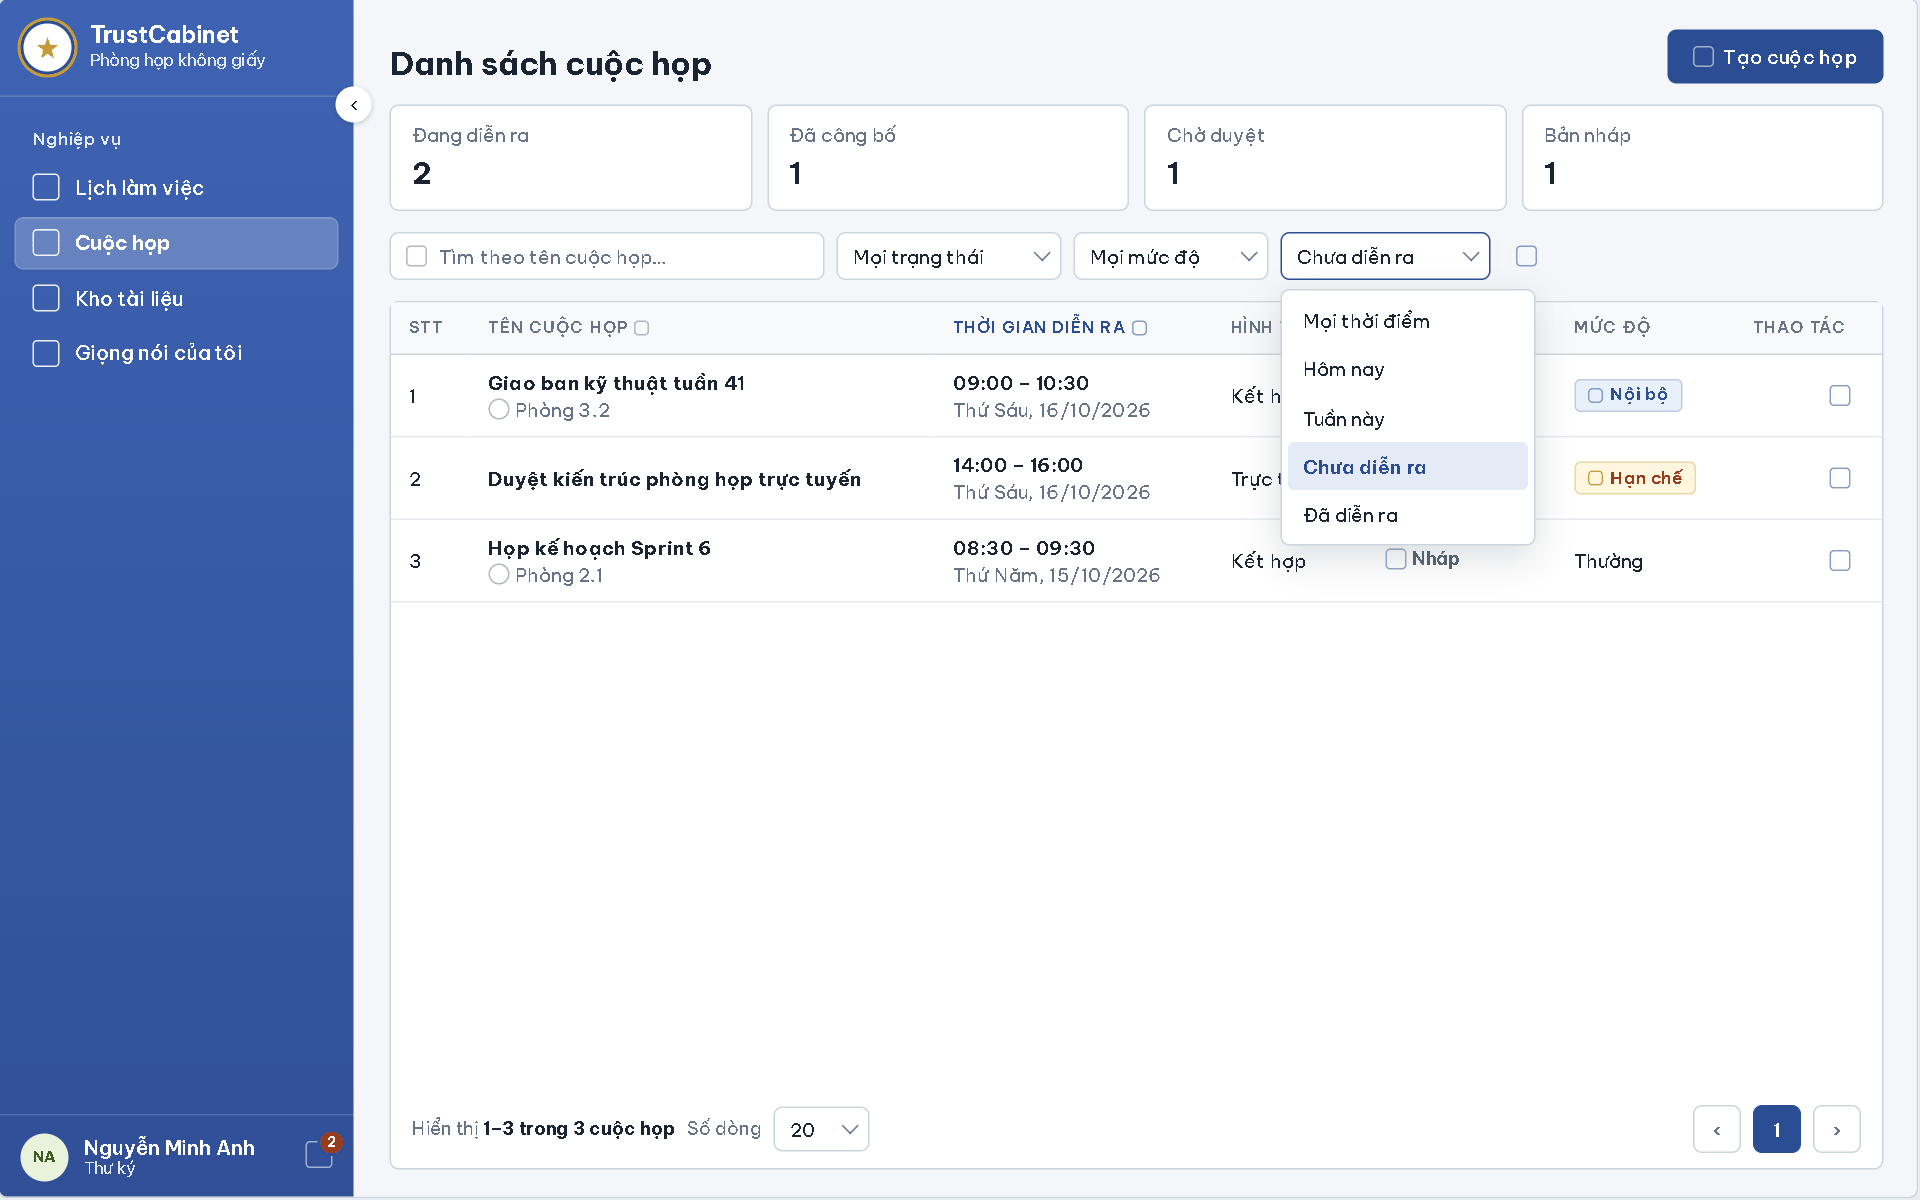 TrustCabinet
Phòng họp không giấy
Nghiệp vụ
Lịch làm việc
Cuộc họp
Kho tài liệu
Giọng nói của tôi
Nguyễn Minh Anh
Thư ký
NA
2
Danh sách cuộc họp
Tạo cuộc họp
Đang diễn ra
2
Đã công bố
1
Chờ duyệt
1
Bản nháp
1
Tìm theo tên cuộc họp...
Mọi trạng thái
Mọi mức độ
Chưa diễn ra
Mọi thời điểm
Hôm nay
Tuần này
Chưa diễn ra
Đã diễn ra
STT TÊN CUỘC HỌP THỜI GIAN DIỄN RA HÌNH MỨC ĐỘ THAO TÁC
1 Giao ban kỹ thuật tuần 41 09:00 – 10:30 Kết h Nội bộ
Phòng 3.2 Thứ Sáu, 16/10/2026
2 Duyệt kiến trúc phòng họp trực tuyến 14:00 – 16:00 Trực t Hạn chế
Thứ Sáu, 16/10/2026
3 Họp kế hoạch Sprint 6 08:30 – 09:30 Kết hợp Nháp Thường
Phòng 2.1 Thứ Năm, 15/10/2026
Hiển thị 1–3 trong 3 cuộc họp Số dòng 20
‹ 1 ›